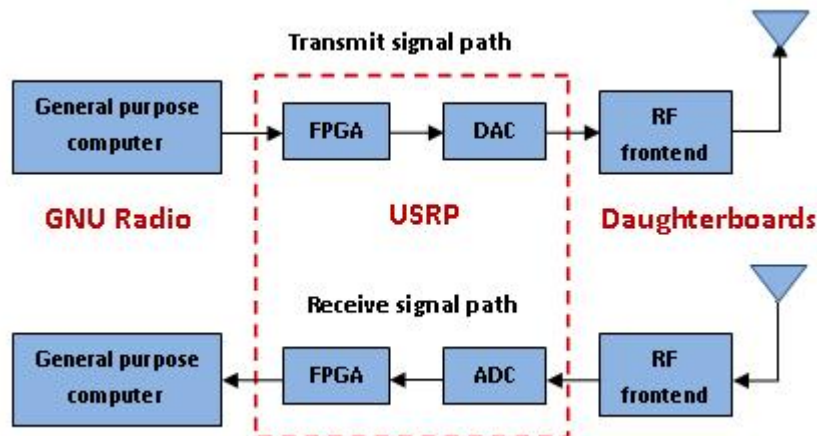 Transmit signal path
General purpose
computer
FPGA
DAC
RF
frontend
GNU Radio
USRP
Daughterboards
Receive signal path
General purpose
computer
FPGA
ADC
RF
frontend